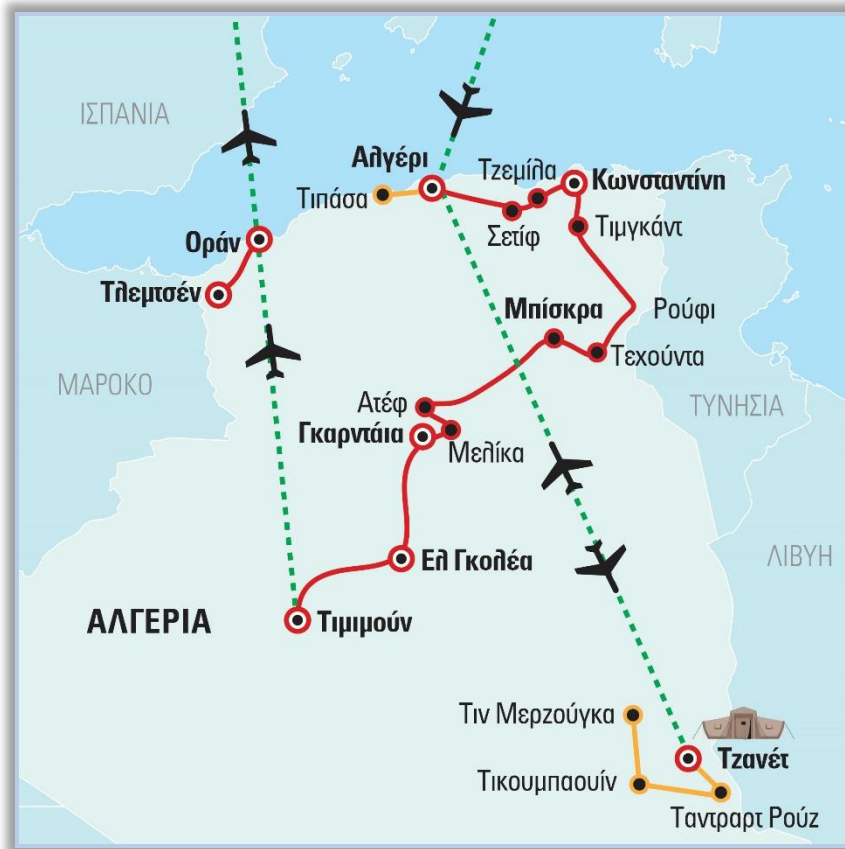 ΙΣΠΑΝΙΑ
Αλγέρι
Τζεμίλα
Κωνσταντίνη
Τιπάσα
Σετίφ
Τιμγκάντ
Οράν
Τλεμτσέν
Μπίσκρα
Ρούφι
Τεχούντα
ΜΑΡΟΚΟ
Ατέφ
ΤΥΝΗΣΙΑ
Γκαρντάια
Μελίκα
Ελ Γκολέα
ΛΙΒΥΗ
ΑΛΓΕΡΙΑ
Τιμιμούν
Τιν Μερζούγκα
Τζανέτ
Τικουμπαουίν
Ταντραρτ Ρούζ